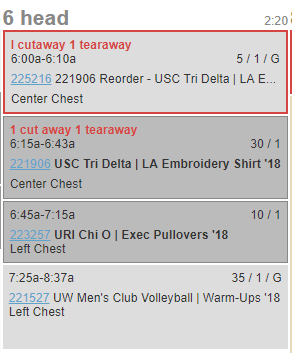 6 head 2:20
I cutaway 1 tearaway
6:00a-6:10a 5 / 1 / G
225216 221906 Reorder - USC Tri Delta | LA E...
Center Chest
1 cut away 1 tearaway
6:15a-6:43a 30 / 1
221906 USC Tri Delta | LA Embroidery Shirt '18
Center Chest
6:45a-7:15a 10 / 1
223257 URI Chi O | Exec Pullovers '18
Left Chest
7:25a-8:37a 35 / 1 / G
221527 UW Men's Club Volleyball | Warm-Ups '18
Left Chest